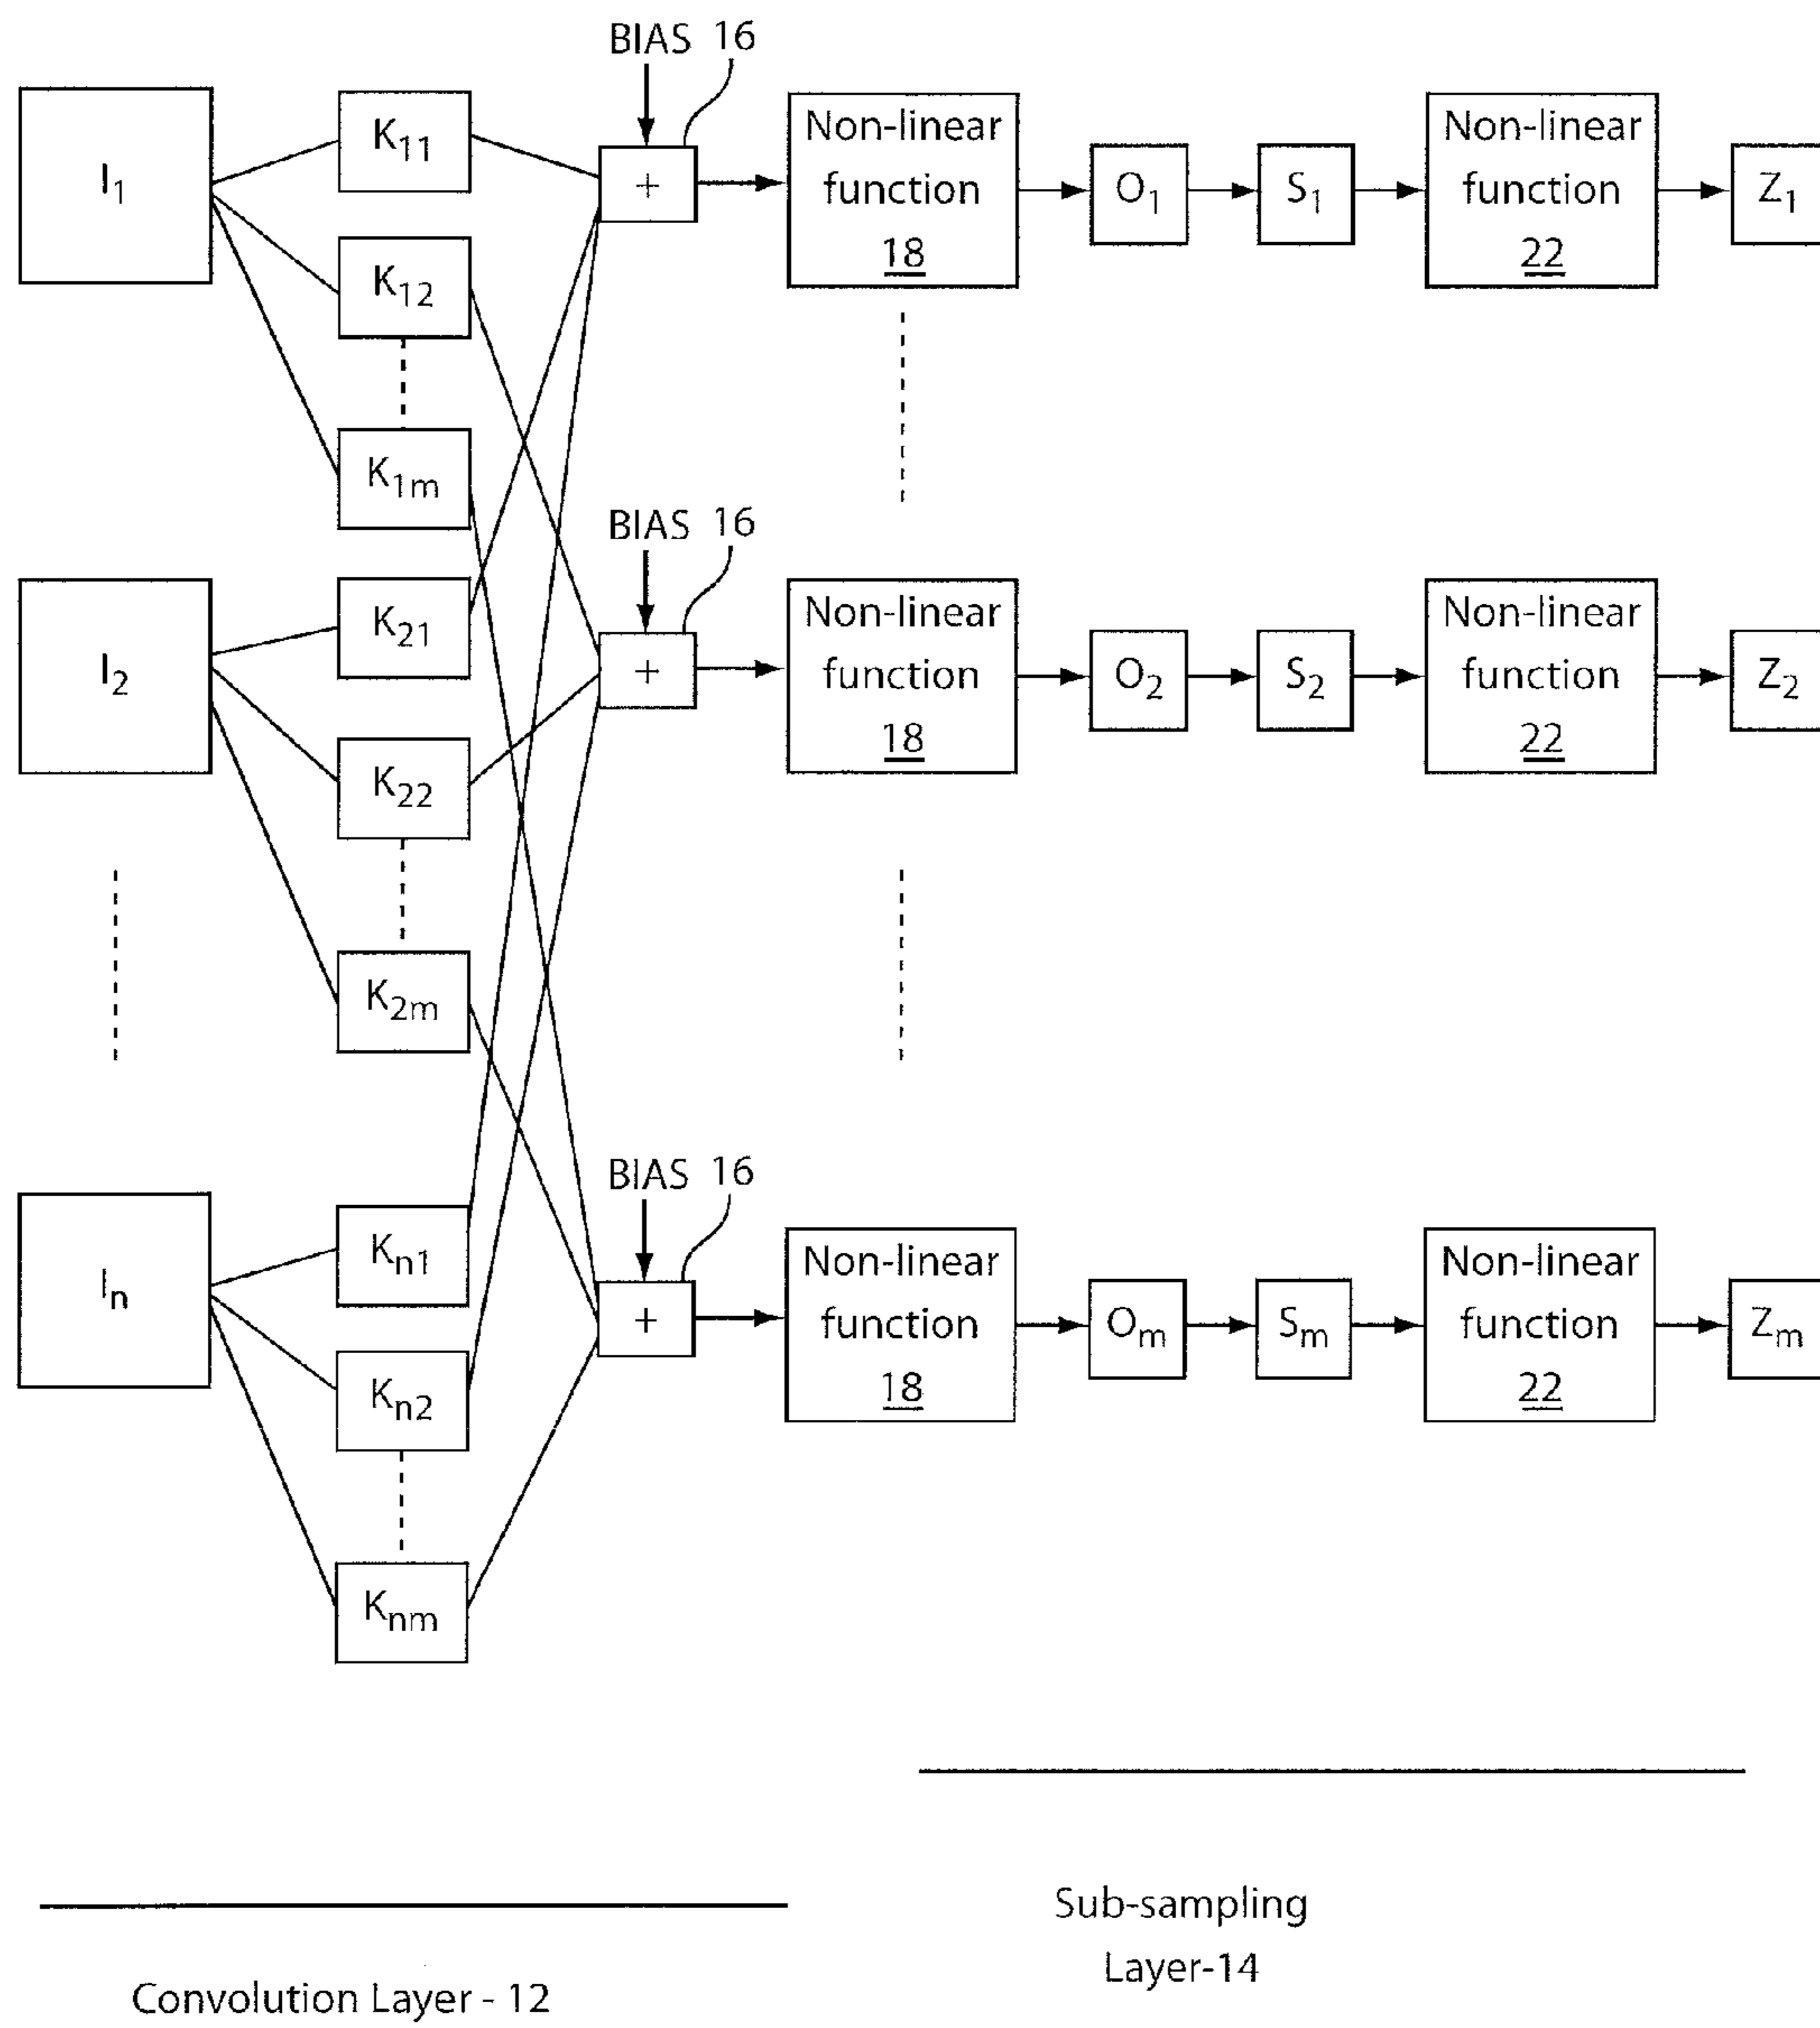 BIAS 16
I1
K11
+
Non-linear
function
18
O1
S1
Non-linear
function
22
Z1
K12
K1m
BIAS 16
I2
K21
+
Non-linear
function
18
O2
S2
Non-linear
function
22
Z2
K22
K2m
BIAS 16
In
Kn1
+
Non-linear
function
18
Om
Sm
Non-linear
function
22
Zm
Kn2
Knm
Sub-sampling
Layer-14
Convolution Layer - 12